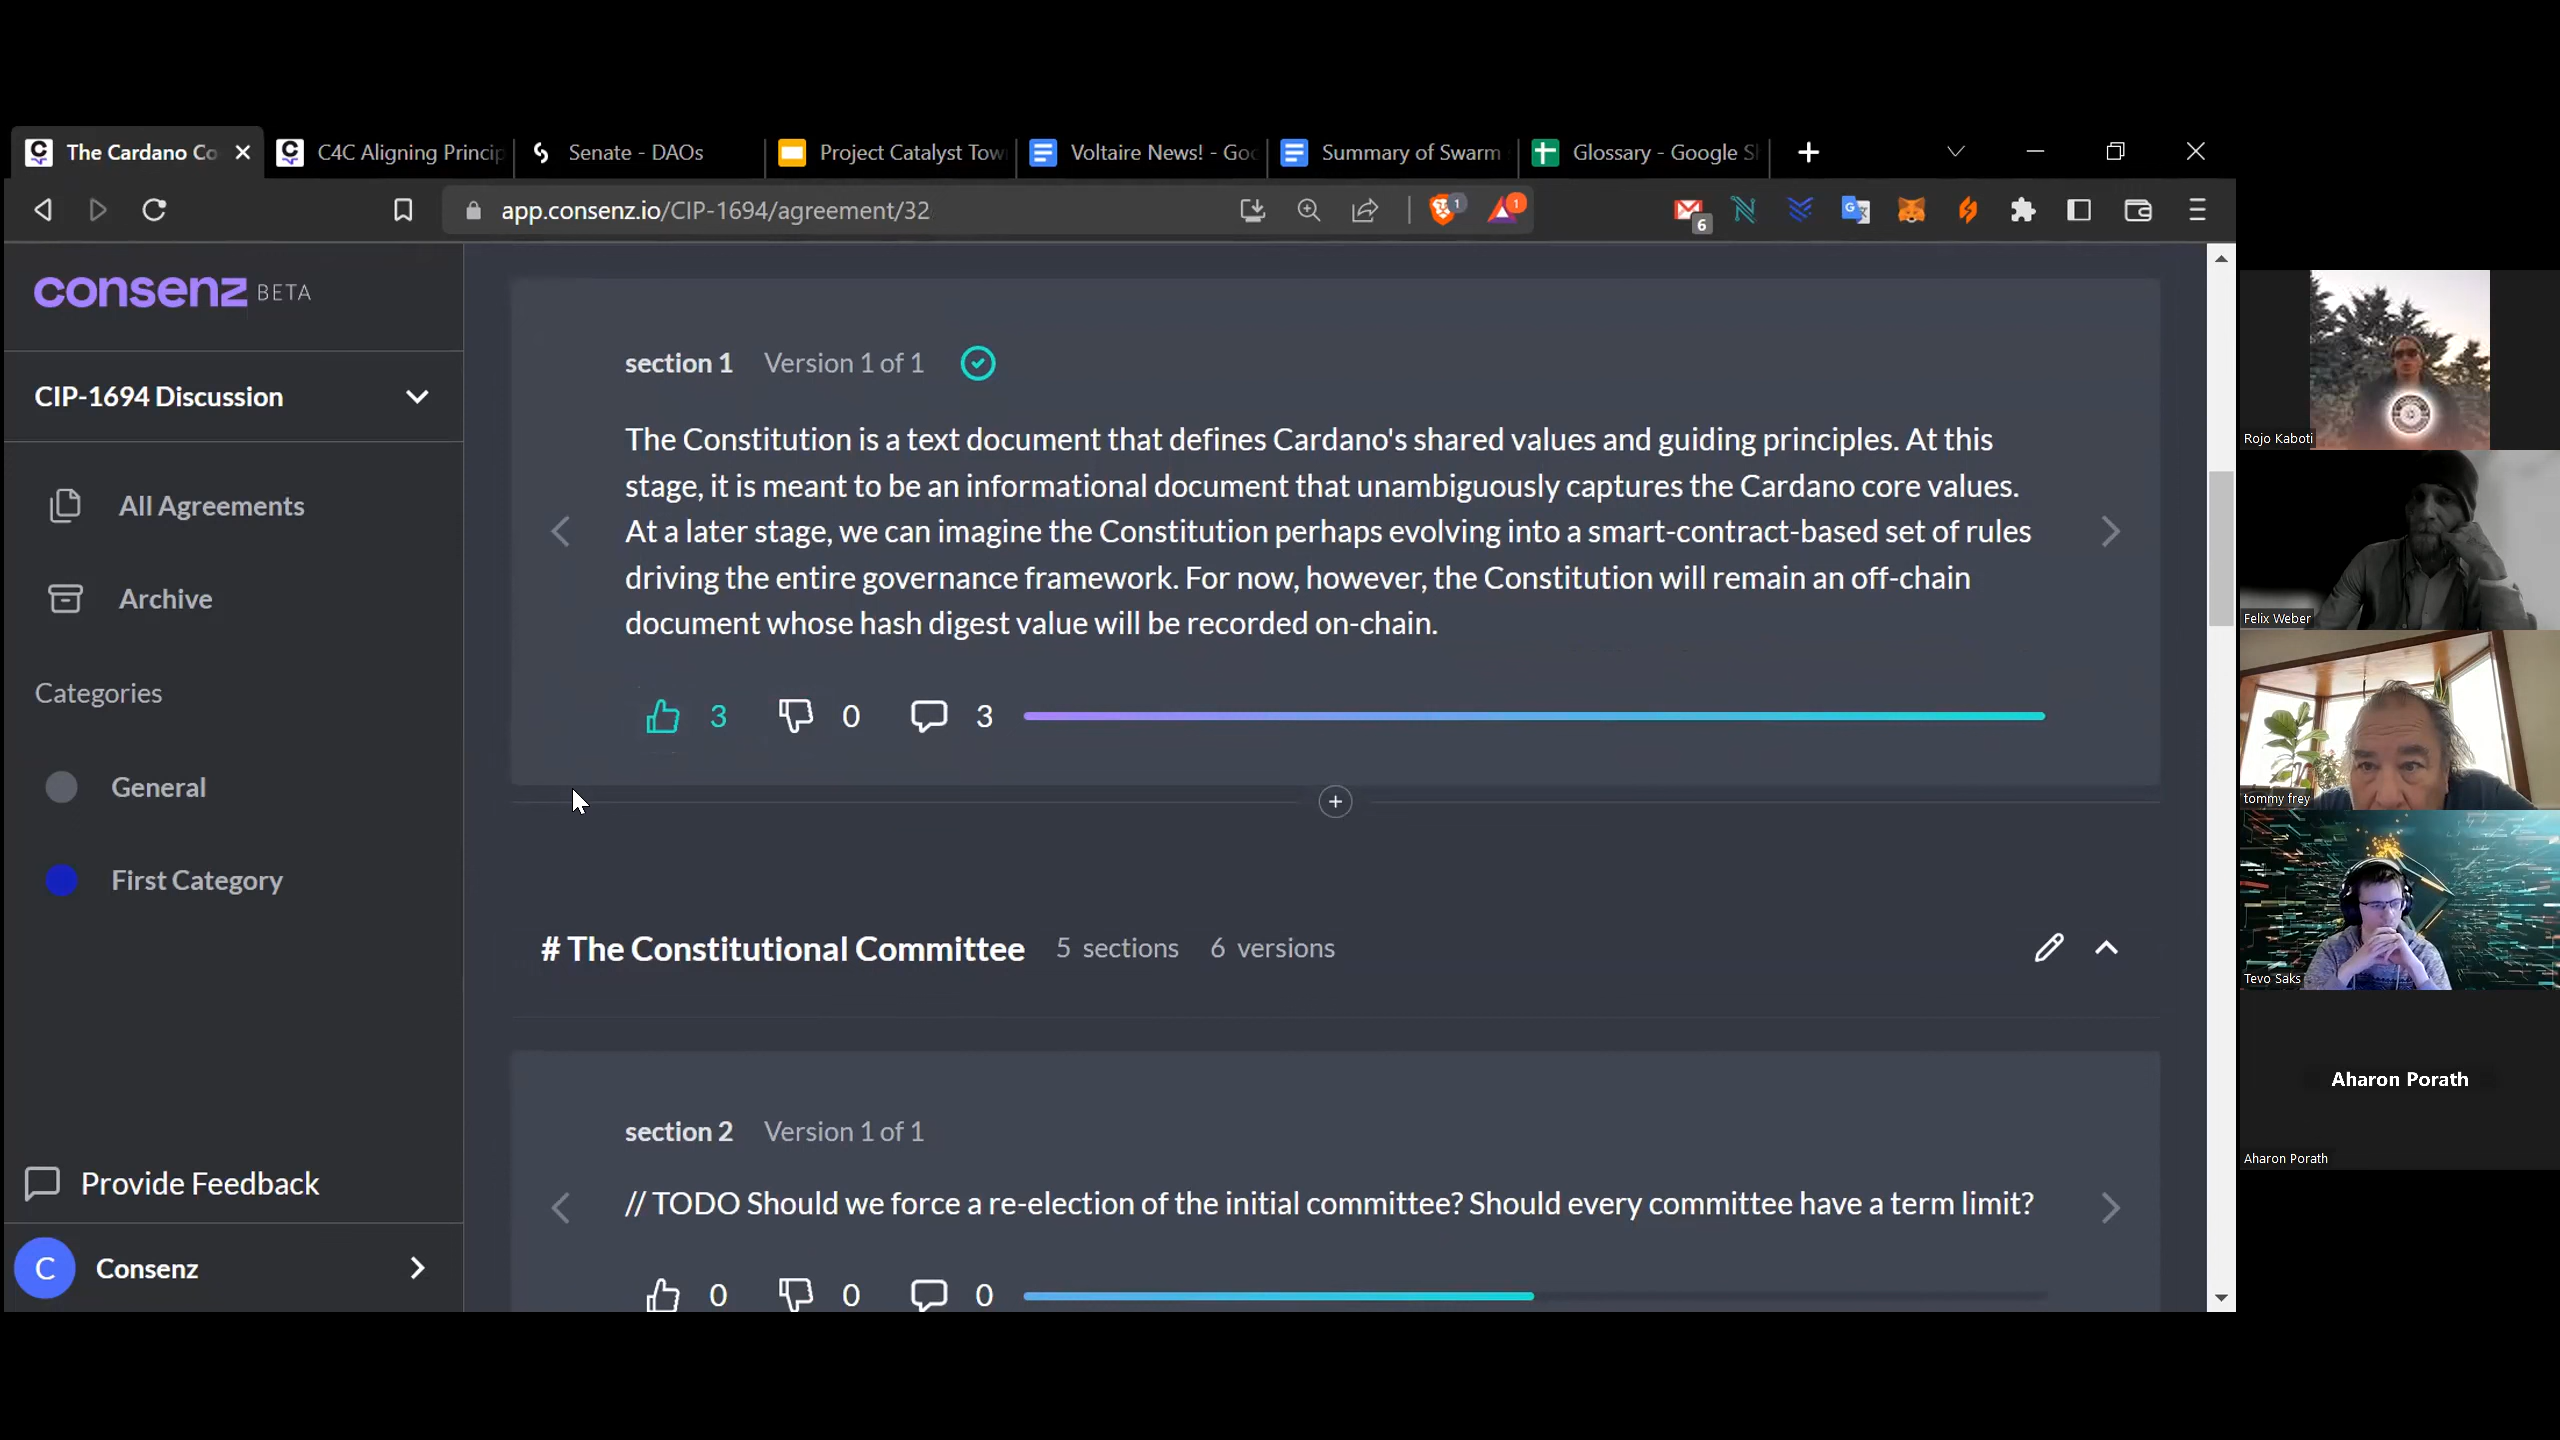 The Cardano Co
C4C Aligning Princip
Senate - DAOs
Project Catalyst Tow
Voltaire News! - Goo
Summary of Swarm
Glossary - Google Sh
app.consenz.io/CIP-1694/agreement/32
1
1
6
consenz BETA
CIP-1694 Discussion
All Agreements
Archive
Categories
General
First Category
Provide Feedback
C Consenz
section 1 Version 1 of 1
The Constitution is a text document that defines Cardano's shared values and guiding principles. At this
stage, it is meant to be an informational document that unambiguously captures the Cardano core values.
At a later stage, we can imagine the Constitution perhaps evolving into a smart-contract-based set of rules
driving the entire governance framework. For now, however, the Constitution will remain an off-chain
document whose hash digest value will be recorded on-chain.
3 0 3
# The Constitutional Committee 5 sections 6 versions
section 2 Version 1 of 1
// TODO Should we force a re-election of the initial committee? Should every committee have a term limit?
0 0 0
Rojo Kaboti
Felix Weber
tommy frey
Tevo Saks
Aharon Porath
Aharon Porath